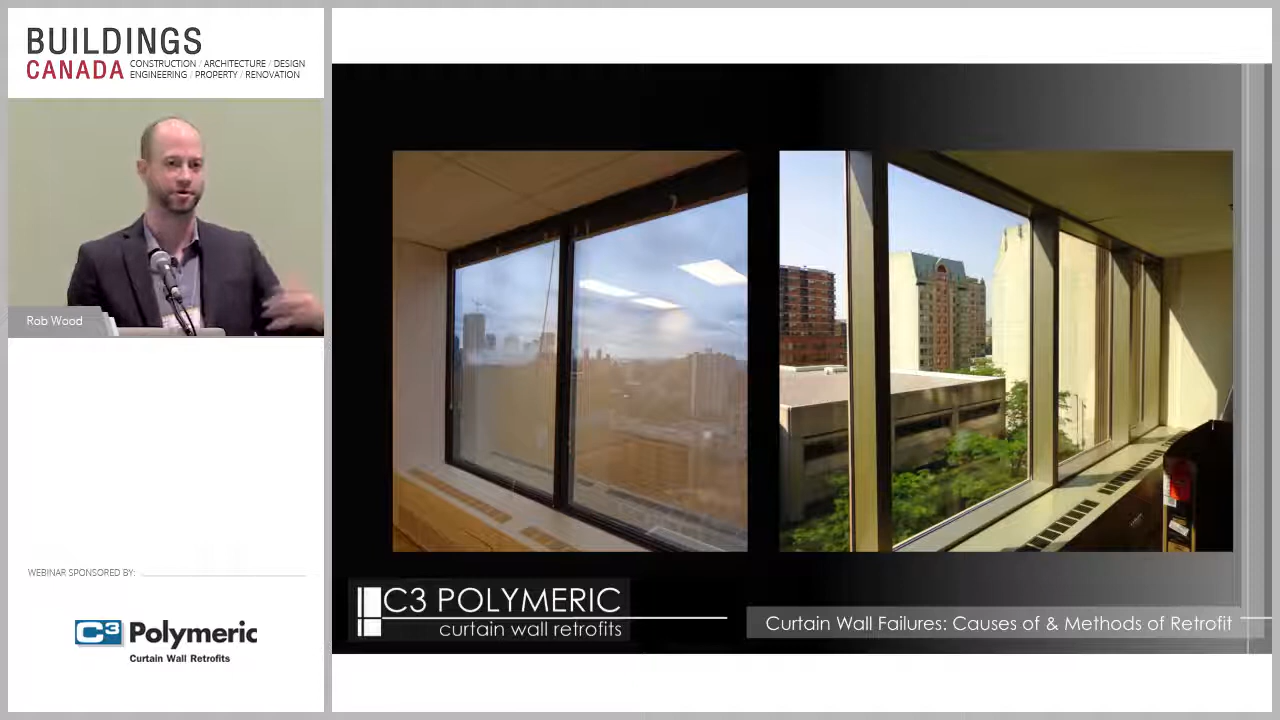 BUILDINGS
CANADA
CONSTRUCTION / ARCHITECTURE / DESIGN
ENGINEERING / PROPERTY / RENOVATION
Rob Wood
WEBINAR SPONSORED BY:
C3 Polymeric
Curtain Wall Retrofits
C3 POLYMERIC
curtain wall retrofits
Curtain Wall Failures: Causes of & Methods of Retrofit